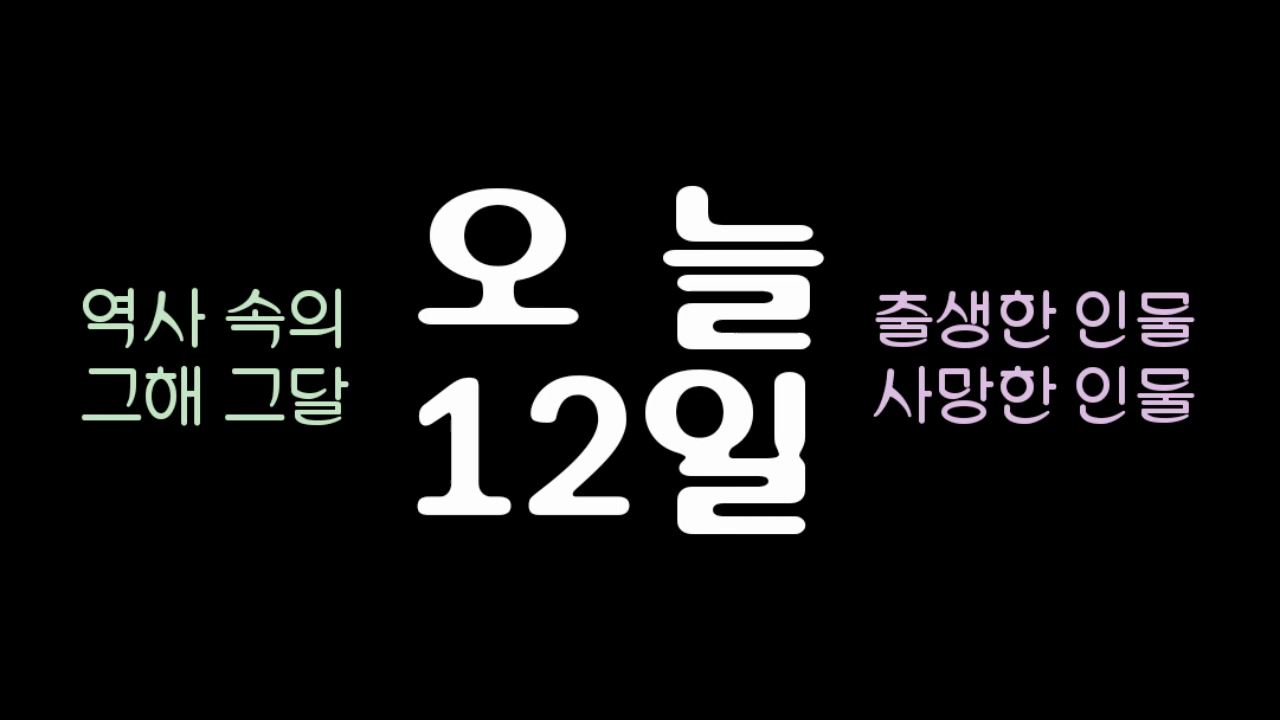 역사 속의
그해 그달
오 늘
12일
출생한 인물
사망한 인물